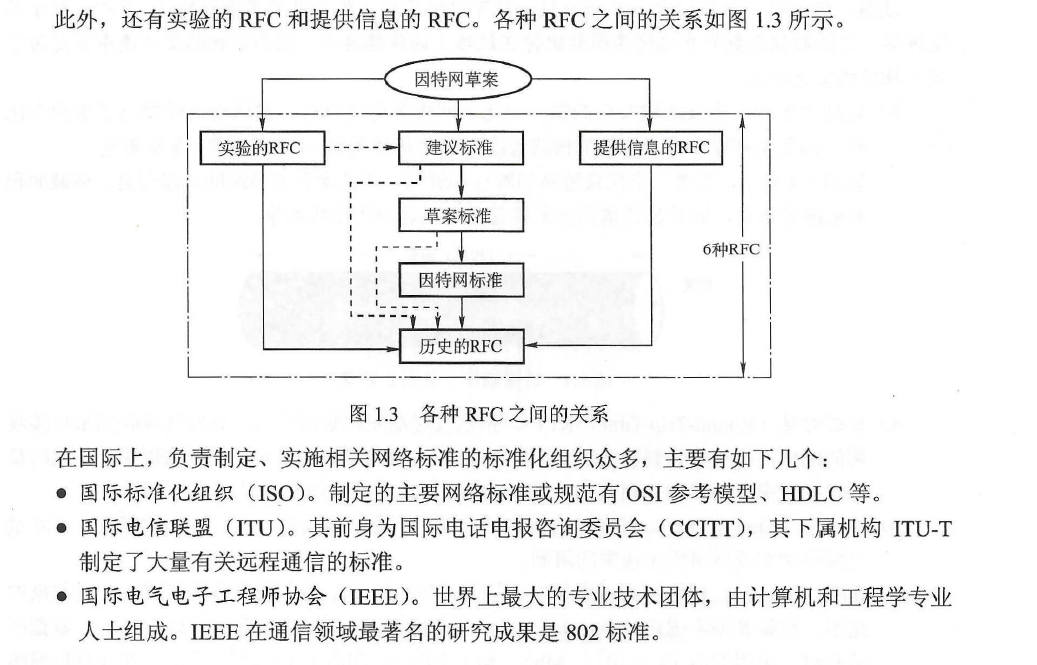 此外，还有实验的 RFC 和提供信息的 RFC。各种 RFC 之间的关系如图 1.3 所示。
因特网草案
实验的RFC
建议标准
提供信息的RFC
草案标准
6种RFC
因特网标准
历史的RFC
图 1.3 各种 RFC 之间的关系
在国际上，负责制定、实施相关网络标准的标准化组织众多，主要有如下几个：
● 国际标准化组织（ISO）。制定的主要网络标准或规范有 OSI 参考模型、HDLC 等。
● 国际电信联盟（ITU）。其前身为国际电话电报咨询委员会（CCITT），其下属机构 ITU-T
制定了大量有关远程通信的标准。
● 国际电气电子工程师协会（IEEE）。世界上最大的专业技术团体，由计算机和工程学专业
人士组成。IEEE 在通信领域最著名的研究成果是 802 标准。